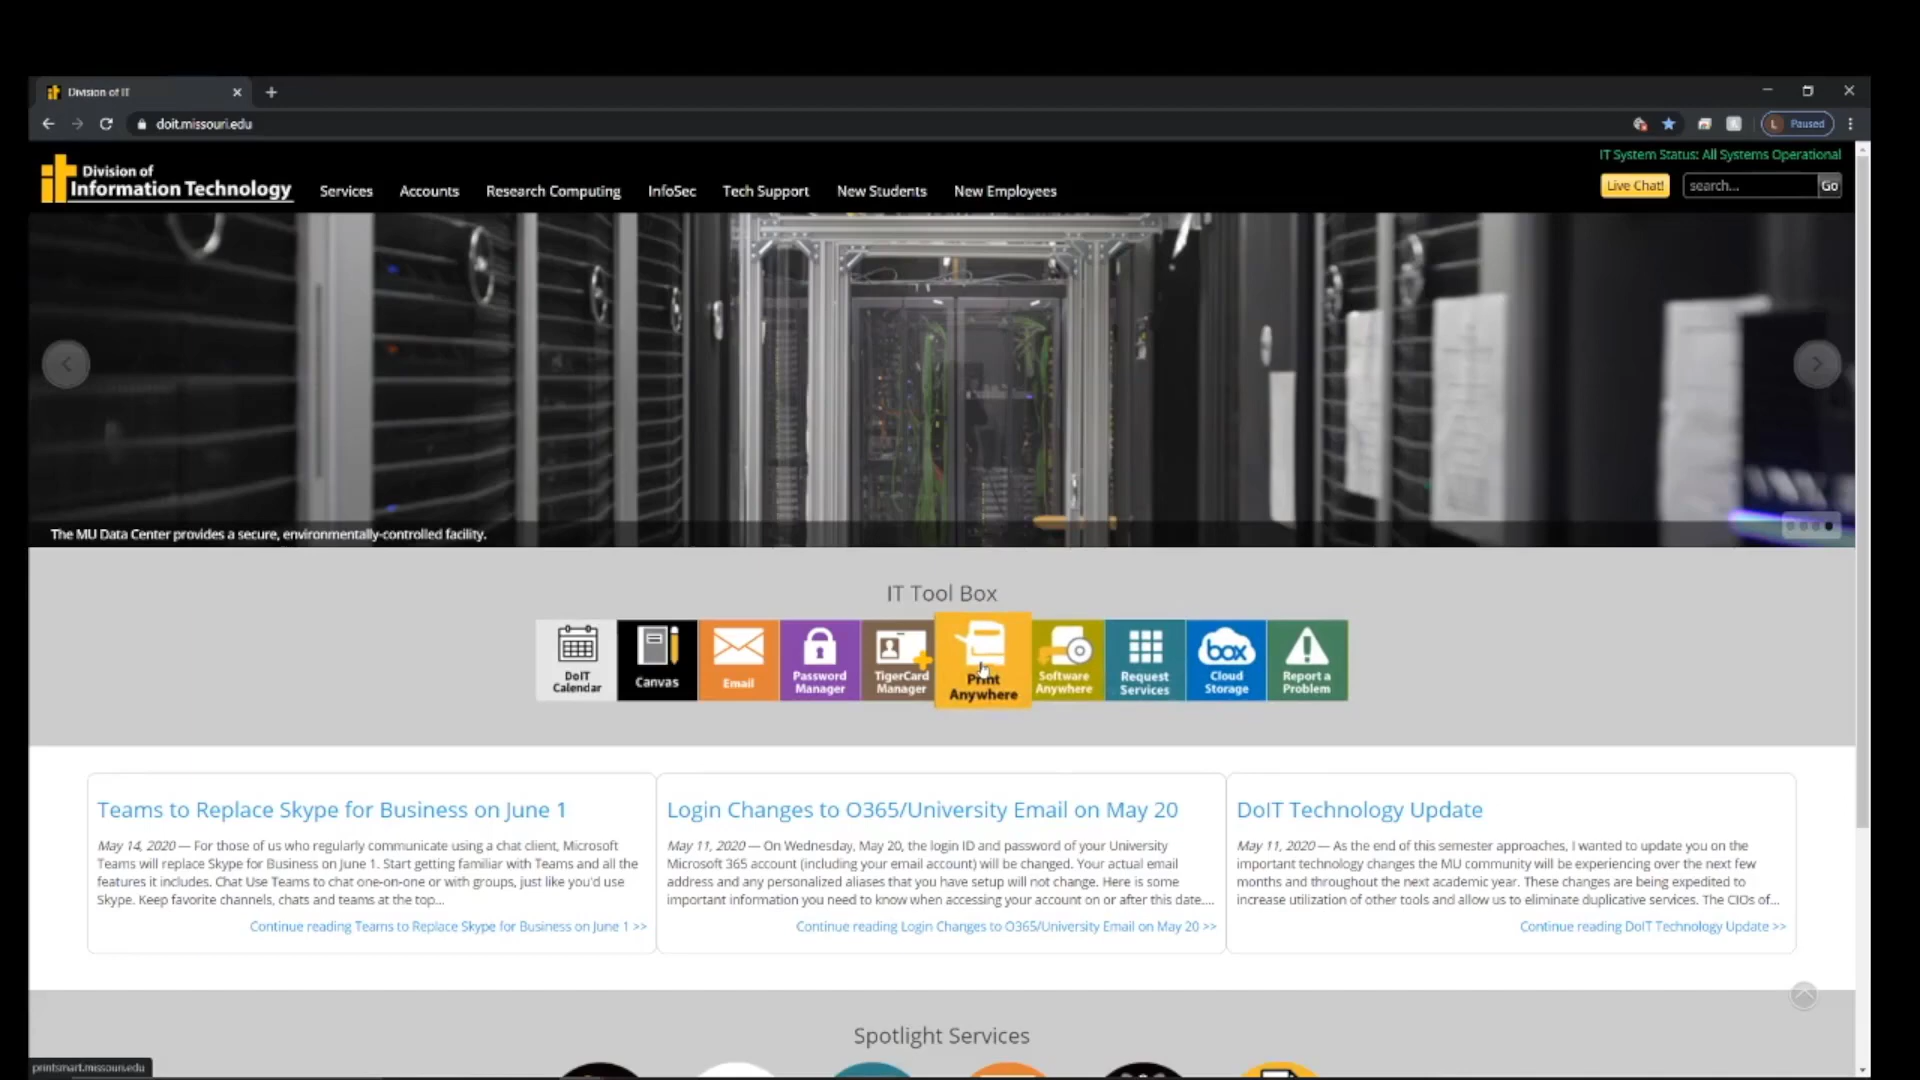 Division of IT
doit.missouri.edu
L Paused
IT System Status: All Systems Operational
it Division of
Information Technology
Services Accounts Research Computing InfoSec Tech Support New Students New Employees
Live Chat! search... Go
The MU Data Center provides a secure, environmentally-controlled facility.
IT Tool Box
DoIT
Calendar
Canvas
Email
Password
Manager
TigerCard
Manager
Print
Anywhere
Software
Anywhere
Request
Services
box
Cloud
Storage
Report a
Problem
Teams to Replace Skype for Business on June 1
May 14, 2020 — For those of us who regularly communicate using a chat client, Microsoft
Teams will replace Skype for Business on June 1. Start getting familiar with Teams and all the
features it includes. Chat Use Teams to chat one-on-one or with groups, just like you'd use
Skype. Keep favorite channels, chats and teams at the top...
Continue reading Teams to Replace Skype for Business on June 1 >>
Login Changes to O365/University Email on May 20
May 11, 2020 — On Wednesday, May 20, the login ID and password of your University
Microsoft 365 account (including your email account) will be changed. Your actual email
address and any personalized aliases that you have setup will not change. Here is some
important information you need to know when accessing your account on or after this date....
Continue reading Login Changes to O365/University Email on May 20 >>
DoIT Technology Update
May 11, 2020 — As the end of this semester approaches, I wanted to update you on the
important technology changes the MU community will be experiencing over the next few
months and throughout the next academic year. These changes are being expedited to
increase utilization of other tools and allow us to eliminate duplicative services. The CIOs of...
Continue reading DoIT Technology Update >>
Spotlight Services
printsmart.missouri.edu